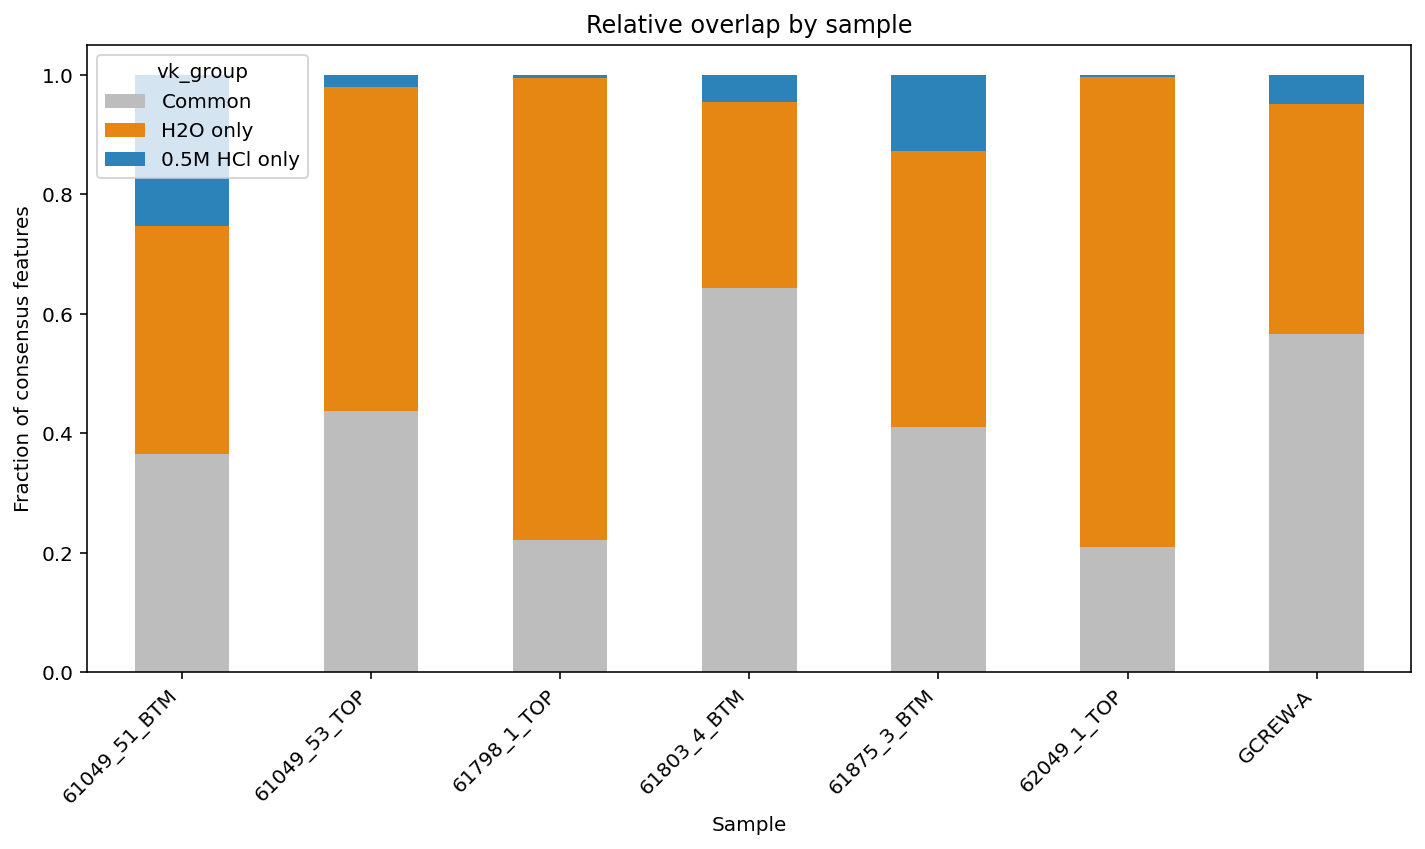 Relative overlap by sample
vk_group
Common
H2O only
0.5M HCl only
1.0
0.8
0.6
0.4
0.2
0.0
Fraction of consensus features
61049_51_BTM
61049_53_TOP
61798_1_TOP
61803_4_BTM
61875_3_BTM
62049_1_TOP
GCREW-A
Sample